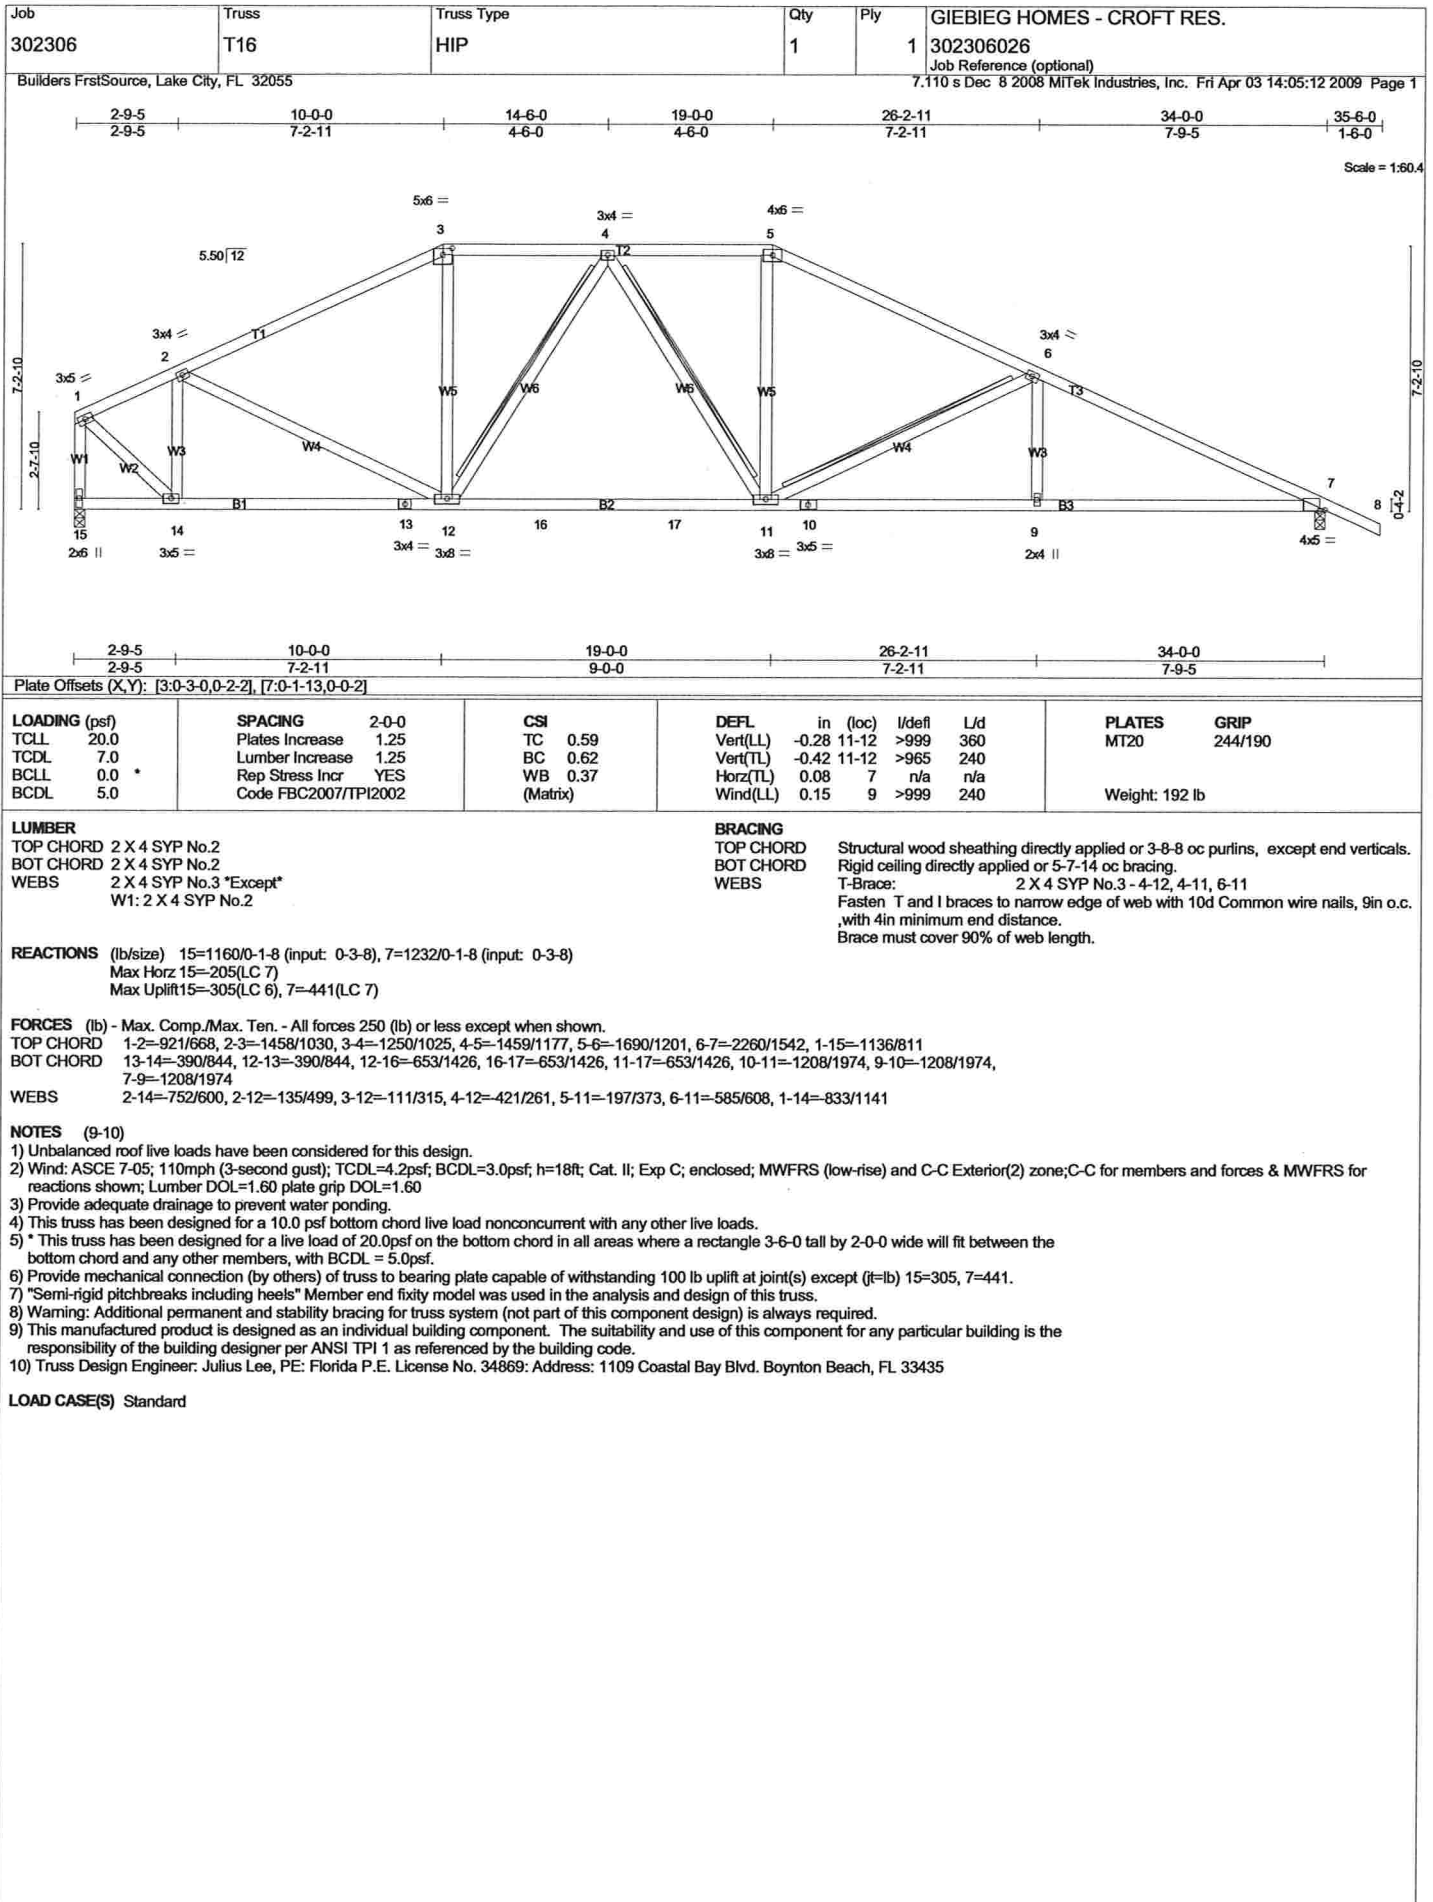 Job Truss Truss Type Qty Ply GIEBIEG HOMES - CROFT RES.
302306 T16 HIP 1 1 302306026
Job Reference (optional)
Builders FrstSource, Lake City, FL 32055 7.110 s Dec 8 2008 MiTek Industries, Inc. Fri Apr 03 14:05:12 2009 Page 1
2-9-5 10-0-0 14-6-0 19-0-0 26-2-11 34-0-0 35-6-0
2-9-5 7-2-11 4-6-0 4-6-0 7-2-11 7-9-5 1-6-0
Scale = 1:60.4
5x6 = 3x4 = 4x6 =
3 4 5
T2
5.50 12
3x4 = T1 3x4 =
2 6
3x5 = T3
1
7-2-10 7-2-10
W5 W6 W6 W5
2-7-10
W1 W2 W3 W4 W4 W3
7
8 0-4-2
B1 B2 B3
15 14 13 12 16 17 11 10 9
2x6 || 3x5 = 3x4 = 3x8 = 3x8 = 3x5 = 2x4 || 4x5 =
2-9-5 10-0-0 19-0-0 26-2-11 34-0-0
2-9-5 7-2-11 9-0-0 7-2-11 7-9-5
Plate Offsets (X,Y): [3:0-3-0,0-2-2], [7:0-1-13,0-0-2]
LOADING (psf) SPACING 2-0-0 CSI DEFL in (loc) l/defl L/d PLATES GRIP
TCLL 20.0 Plates Increase 1.25 TC 0.59 Vert(LL) -0.28 11-12 >999 360 MT20 244/190
TCDL 7.0 Lumber Increase 1.25 BC 0.62 Vert(TL) -0.42 11-12 >965 240
BCLL 0.0 * Rep Stress Incr YES WB 0.37 Horz(TL) 0.08 7 n/a n/a
BCDL 5.0 Code FBC2007/TPI2002 (Matrix) Wind(LL) 0.15 9 >999 240 Weight: 192 lb
LUMBER
TOP CHORD 2 X 4 SYP No.2
BOT CHORD 2 X 4 SYP No.2
WEBS 2 X 4 SYP No.3 *Except*
W1: 2 X 4 SYP No.2
BRACING
TOP CHORD Structural wood sheathing directly applied or 3-8-8 oc purlins, except end verticals.
BOT CHORD Rigid ceiling directly applied or 5-7-14 oc bracing.
WEBS T-Brace: 2 X 4 SYP No.3 - 4-12, 4-11, 6-11
Fasten T and I braces to narrow edge of web with 10d Common wire nails, 9in o.c.
,with 4in minimum end distance.
Brace must cover 90% of web length.
REACTIONS (lb/size) 15=1160/0-1-8 (input: 0-3-8), 7=1232/0-1-8 (input: 0-3-8)
Max Horz 15=-205(LC 7)
Max Uplift15=-305(LC 6), 7=-441(LC 7)
FORCES (lb) - Max. Comp./Max. Ten. - All forces 250 (lb) or less except when shown.
TOP CHORD 1-2=-921/668, 2-3=-1458/1030, 3-4=-1250/1025, 4-5=-1459/1177, 5-6=-1690/1201, 6-7=-2260/1542, 1-15=-1136/811
BOT CHORD 13-14=-390/844, 12-13=-390/844, 12-16=-653/1426, 16-17=-653/1426, 11-17=-653/1426, 10-11=-1208/1974, 9-10=-1208/1974,
7-9=-1208/1974
WEBS 2-14=-752/600, 2-12=-135/499, 3-12=-111/315, 4-12=-421/261, 5-11=-197/373, 6-11=-585/608, 1-14=-833/1141
NOTES (9-10)
1) Unbalanced roof live loads have been considered for this design.
2) Wind: ASCE 7-05; 110mph (3-second gust); TCDL=4.2psf; BCDL=3.0psf; h=18ft; Cat. II; Exp C; enclosed; MWFRS (low-rise) and C-C Exterior(2) zone;C-C for members and forces & MWFRS for
reactions shown; Lumber DOL=1.60 plate grip DOL=1.60
3) Provide adequate drainage to prevent water ponding.
4) This truss has been designed for a 10.0 psf bottom chord live load nonconcurrent with any other live loads.
5) * This truss has been designed for a live load of 20.0psf on the bottom chord in all areas where a rectangle 3-6-0 tall by 2-0-0 wide will fit between the
bottom chord and any other members, with BCDL = 5.0psf.
6) Provide mechanical connection (by others) of truss to bearing plate capable of withstanding 100 lb uplift at joint(s) except (jt=lb) 15=305, 7=441.
7) "Semi-rigid pitchbreaks including heels" Member end fixity model was used in the analysis and design of this truss.
8) Warning: Additional permanent and stability bracing for truss system (not part of this component design) is always required.
9) This manufactured product is designed as an individual building component. The suitability and use of this component for any particular building is the
responsibility of the building designer per ANSI TPI 1 as referenced by the building code.
10) Truss Design Engineer: Julius Lee, PE: Florida P.E. License No. 34869: Address: 1109 Coastal Bay Blvd. Boynton Beach, FL 33435
LOAD CASE(S) Standard